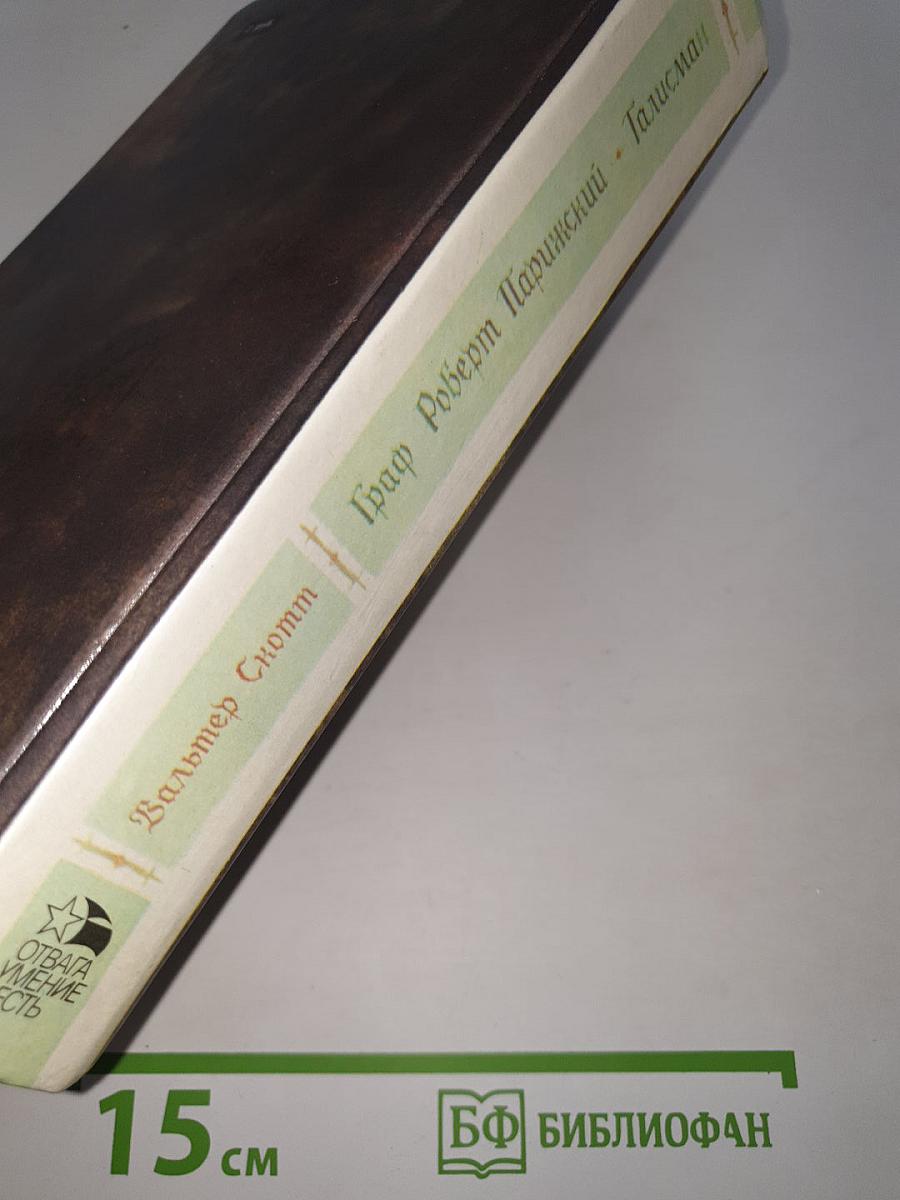 Вальтер Скотт
Граф Роберт Парижский · Талисман
ОТВАГА
УМЕНИЕ
ЕСТЬ
15 см
БФ БИБЛИОФАН